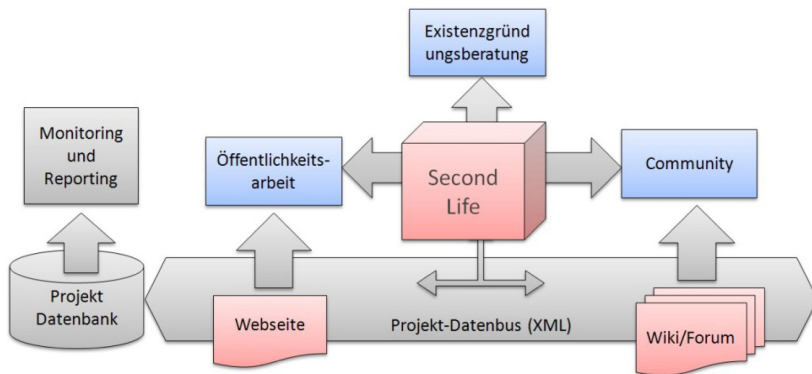 Existenzgründ
ungsberatung
Monitoring
und
Reporting
Öffentlichkeits-
arbeit
Second
Life
Community
Projekt
Datenbank
Webseite
Projekt-Datenbus (XML)
Wiki/Forum